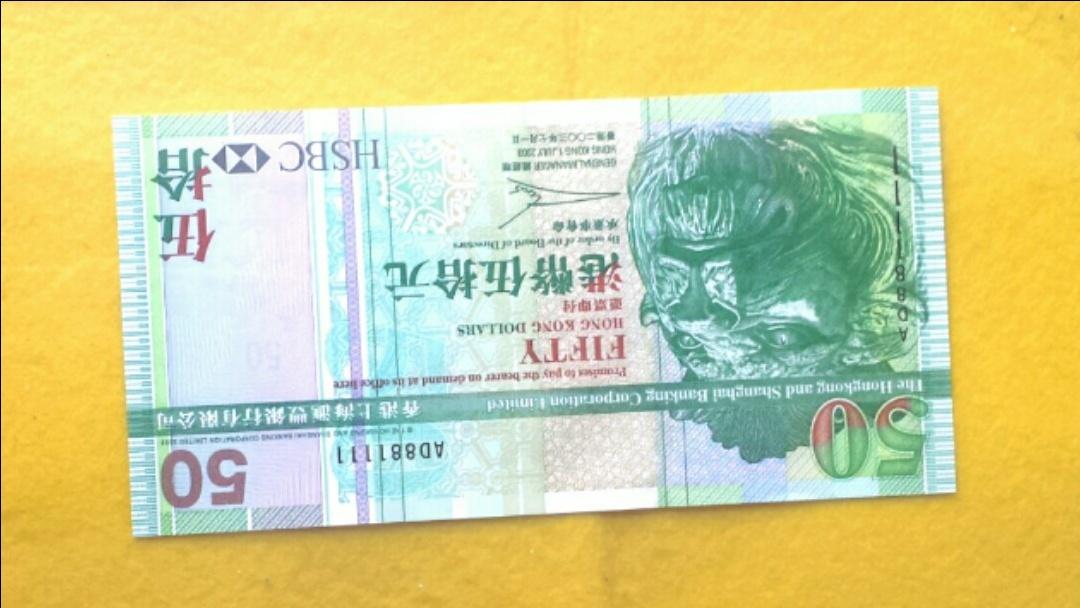 50
AD881111
The Hongkong and Shanghai Banking Corporation Limited
香港上海滙豐銀行有限公司
Promises to pay the bearer on demand at its office here
FIFTY
HONG KONG DOLLARS
憑票即付
港幣伍拾元
By order of the Board of Directors
承董事會命
GENERAL MANAGER 總經理
HONG KONG 1 JULY 2003
香港二〇〇三年七月一日
HSBC
伍拾
50
AD881111
50